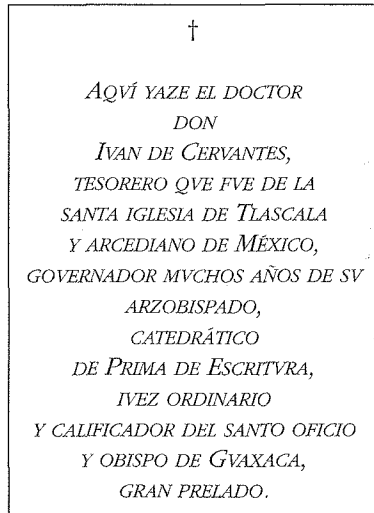 †
AQVÍ YAZE EL DOCTOR
DON
IVAN DE CERVANTES,
TESORERO QVE FVE DE LA
SANTA IGLESIA DE TLASCALA
Y ARCEDIANO DE MÉXICO,
GOVERNADOR MVCHOS AÑOS DE SV
ARZOBISPADO,
CATEDRÁTICO
DE PRIMA DE ESCRITVRA,
IVEZ ORDINARIO
Y CALIFICADOR DEL SANTO OFICIO
Y OBISPO DE GVAXACA,
GRAN PRELADO.